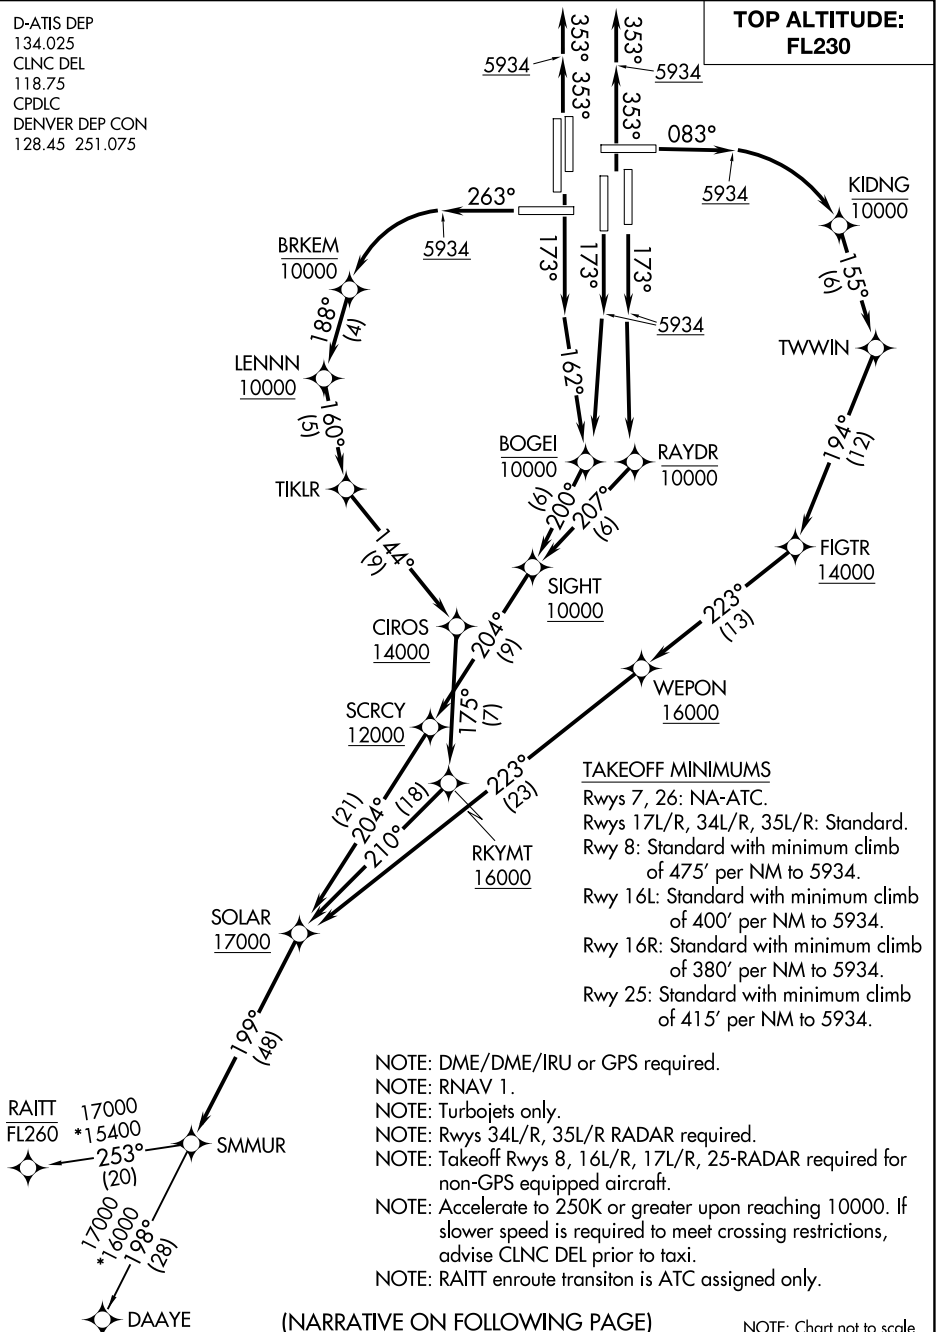 D-ATIS DEP
134.025
CLNC DEL
118.75
CPDLC
DENVER DEP CON
128.45 251.075
TOP ALTITUDE:
FL230
353°
353°
5934
5934
353°
353°
083°
5934
KIDNG
10000
263°
5934
BRKEM
10000
155°
(6)
173°
173°
173°
5934
188°
(4)
TWWIN
LENNN
10000
162°
160°
(5)
194°
(12)
BOGEI
10000
RAYDR
10000
TIKLR
(6)
200°
207°
(6)
144°
(9)
FIGTR
14000
SIGHT
10000
223°
(13)
CIROS
14000
204°
(9)
WEPON
16000
175°
(7)
SCRCY
12000
223°
(23)
(21)
204°
(18)
210°
RKYMT
16000
TAKEOFF MINIMUMS
Rwys 7, 26: NA-ATC.
Rwys 17L/R, 34L/R, 35L/R: Standard.
Rwy 8: Standard with minimum climb
of 475' per NM to 5934.
Rwy 16L: Standard with minimum climb
of 400' per NM to 5934.
Rwy 16R: Standard with minimum climb
of 380' per NM to 5934.
Rwy 25: Standard with minimum climb
of 415' per NM to 5934.
SOLAR
17000
199°
(48)
NOTE: DME/DME/IRU or GPS required.
NOTE: RNAV 1.
NOTE: Turbojets only.
NOTE: Rwys 34L/R, 35L/R RADAR required.
NOTE: Takeoff Rwys 8, 16L/R, 17L/R, 25-RADAR required for
non-GPS equipped aircraft.
NOTE: Accelerate to 250K or greater upon reaching 10000. If
slower speed is required to meet crossing restrictions,
advise CLNC DEL prior to taxi.
NOTE: RAITT enroute transiton is ATC assigned only.
RAITT
FL260
17000
*15400
253°
(20)
SMMUR
17000
*16000
198°
(28)
DAAYE
(NARRATIVE ON FOLLOWING PAGE)
NOTE: Chart not to scale